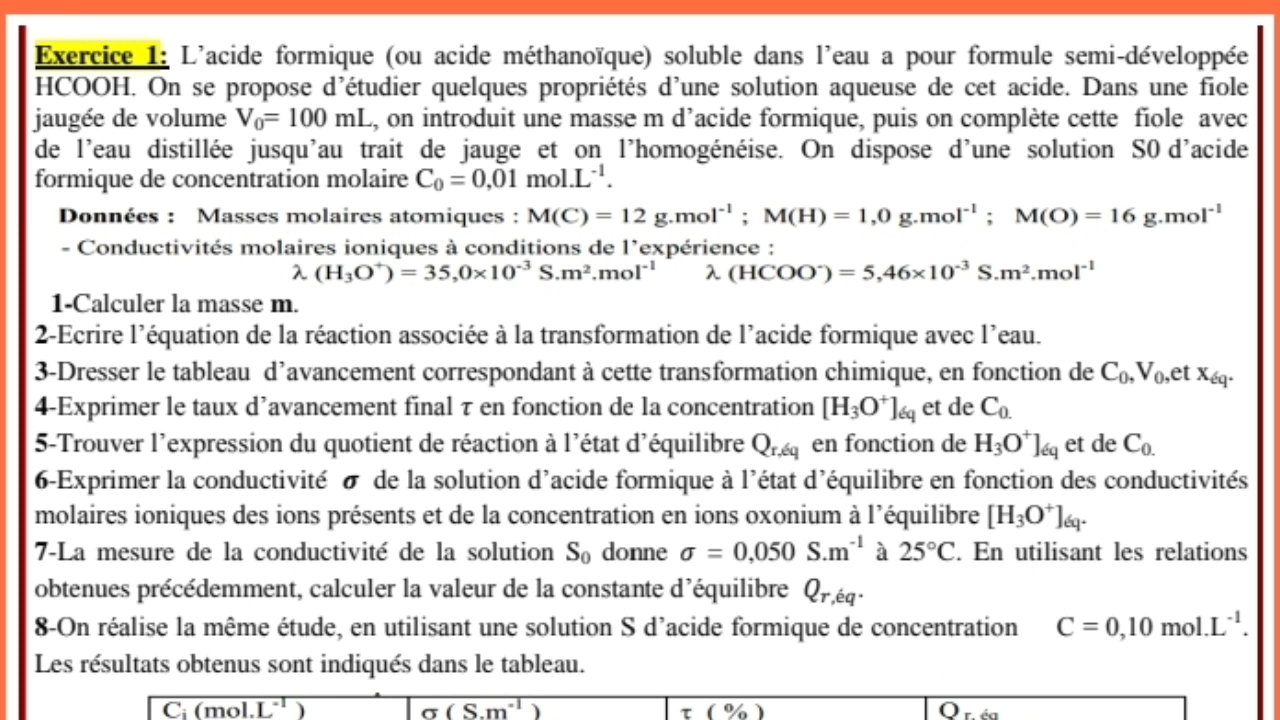 Exercice 1: L'acide formique (ou acide méthanoïque) soluble dans l'eau a pour formule semi-développée
HCOOH. On se propose d'étudier quelques propriétés d'une solution aqueuse de cet acide. Dans une fiole
jaugée de volume V₀= 100 mL, on introduit une masse m d'acide formique, puis on complète cette fiole avec
de l'eau distillée jusqu'au trait de jauge et on l'homogénéise. On dispose d'une solution S0 d'acide
formique de concentration molaire C₀ = 0,01 mol.L⁻¹.
Données : Masses molaires atomiques : M(C) = 12 g.mol⁻¹ ; M(H) = 1,0 g.mol⁻¹ ; M(O) = 16 g.mol⁻¹
- Conductivités molaires ioniques à conditions de l'expérience :
λ (H₃O⁺) = 35,0×10⁻³ S.m².mol⁻¹ λ (HCOO⁻) = 5,46×10⁻³ S.m².mol⁻¹
1-Calculer la masse m.
2-Ecrire l'équation de la réaction associée à la transformation de l'acide formique avec l'eau.
3-Dresser le tableau d'avancement correspondant à cette transformation chimique, en fonction de C₀,V₀,et xéq.
4-Exprimer le taux d'avancement final τ en fonction de la concentration [H₃O⁺]éq et de C₀.
5-Trouver l'expression du quotient de réaction à l'état d'équilibre Qr,éq en fonction de H₃O⁺]éq et de C₀.
6-Exprimer la conductivité σ de la solution d'acide formique à l'état d'équilibre en fonction des conductivités
molaires ioniques des ions présents et de la concentration en ions oxonium à l'équilibre [H₃O⁺]éq.
7-La mesure de la conductivité de la solution S₀ donne σ = 0,050 S.m⁻¹ à 25°C. En utilisant les relations
obtenues précédemment, calculer la valeur de la constante d'équilibre Qr,éq.
8-On réalise la même étude, en utilisant une solution S d'acide formique de concentration C = 0,10 mol.L⁻¹.
Les résultats obtenus sont indiqués dans le tableau.
Cᵢ (mol.L⁻¹ ) σ ( S.m⁻¹ ) τ ( % ) Qr, éq